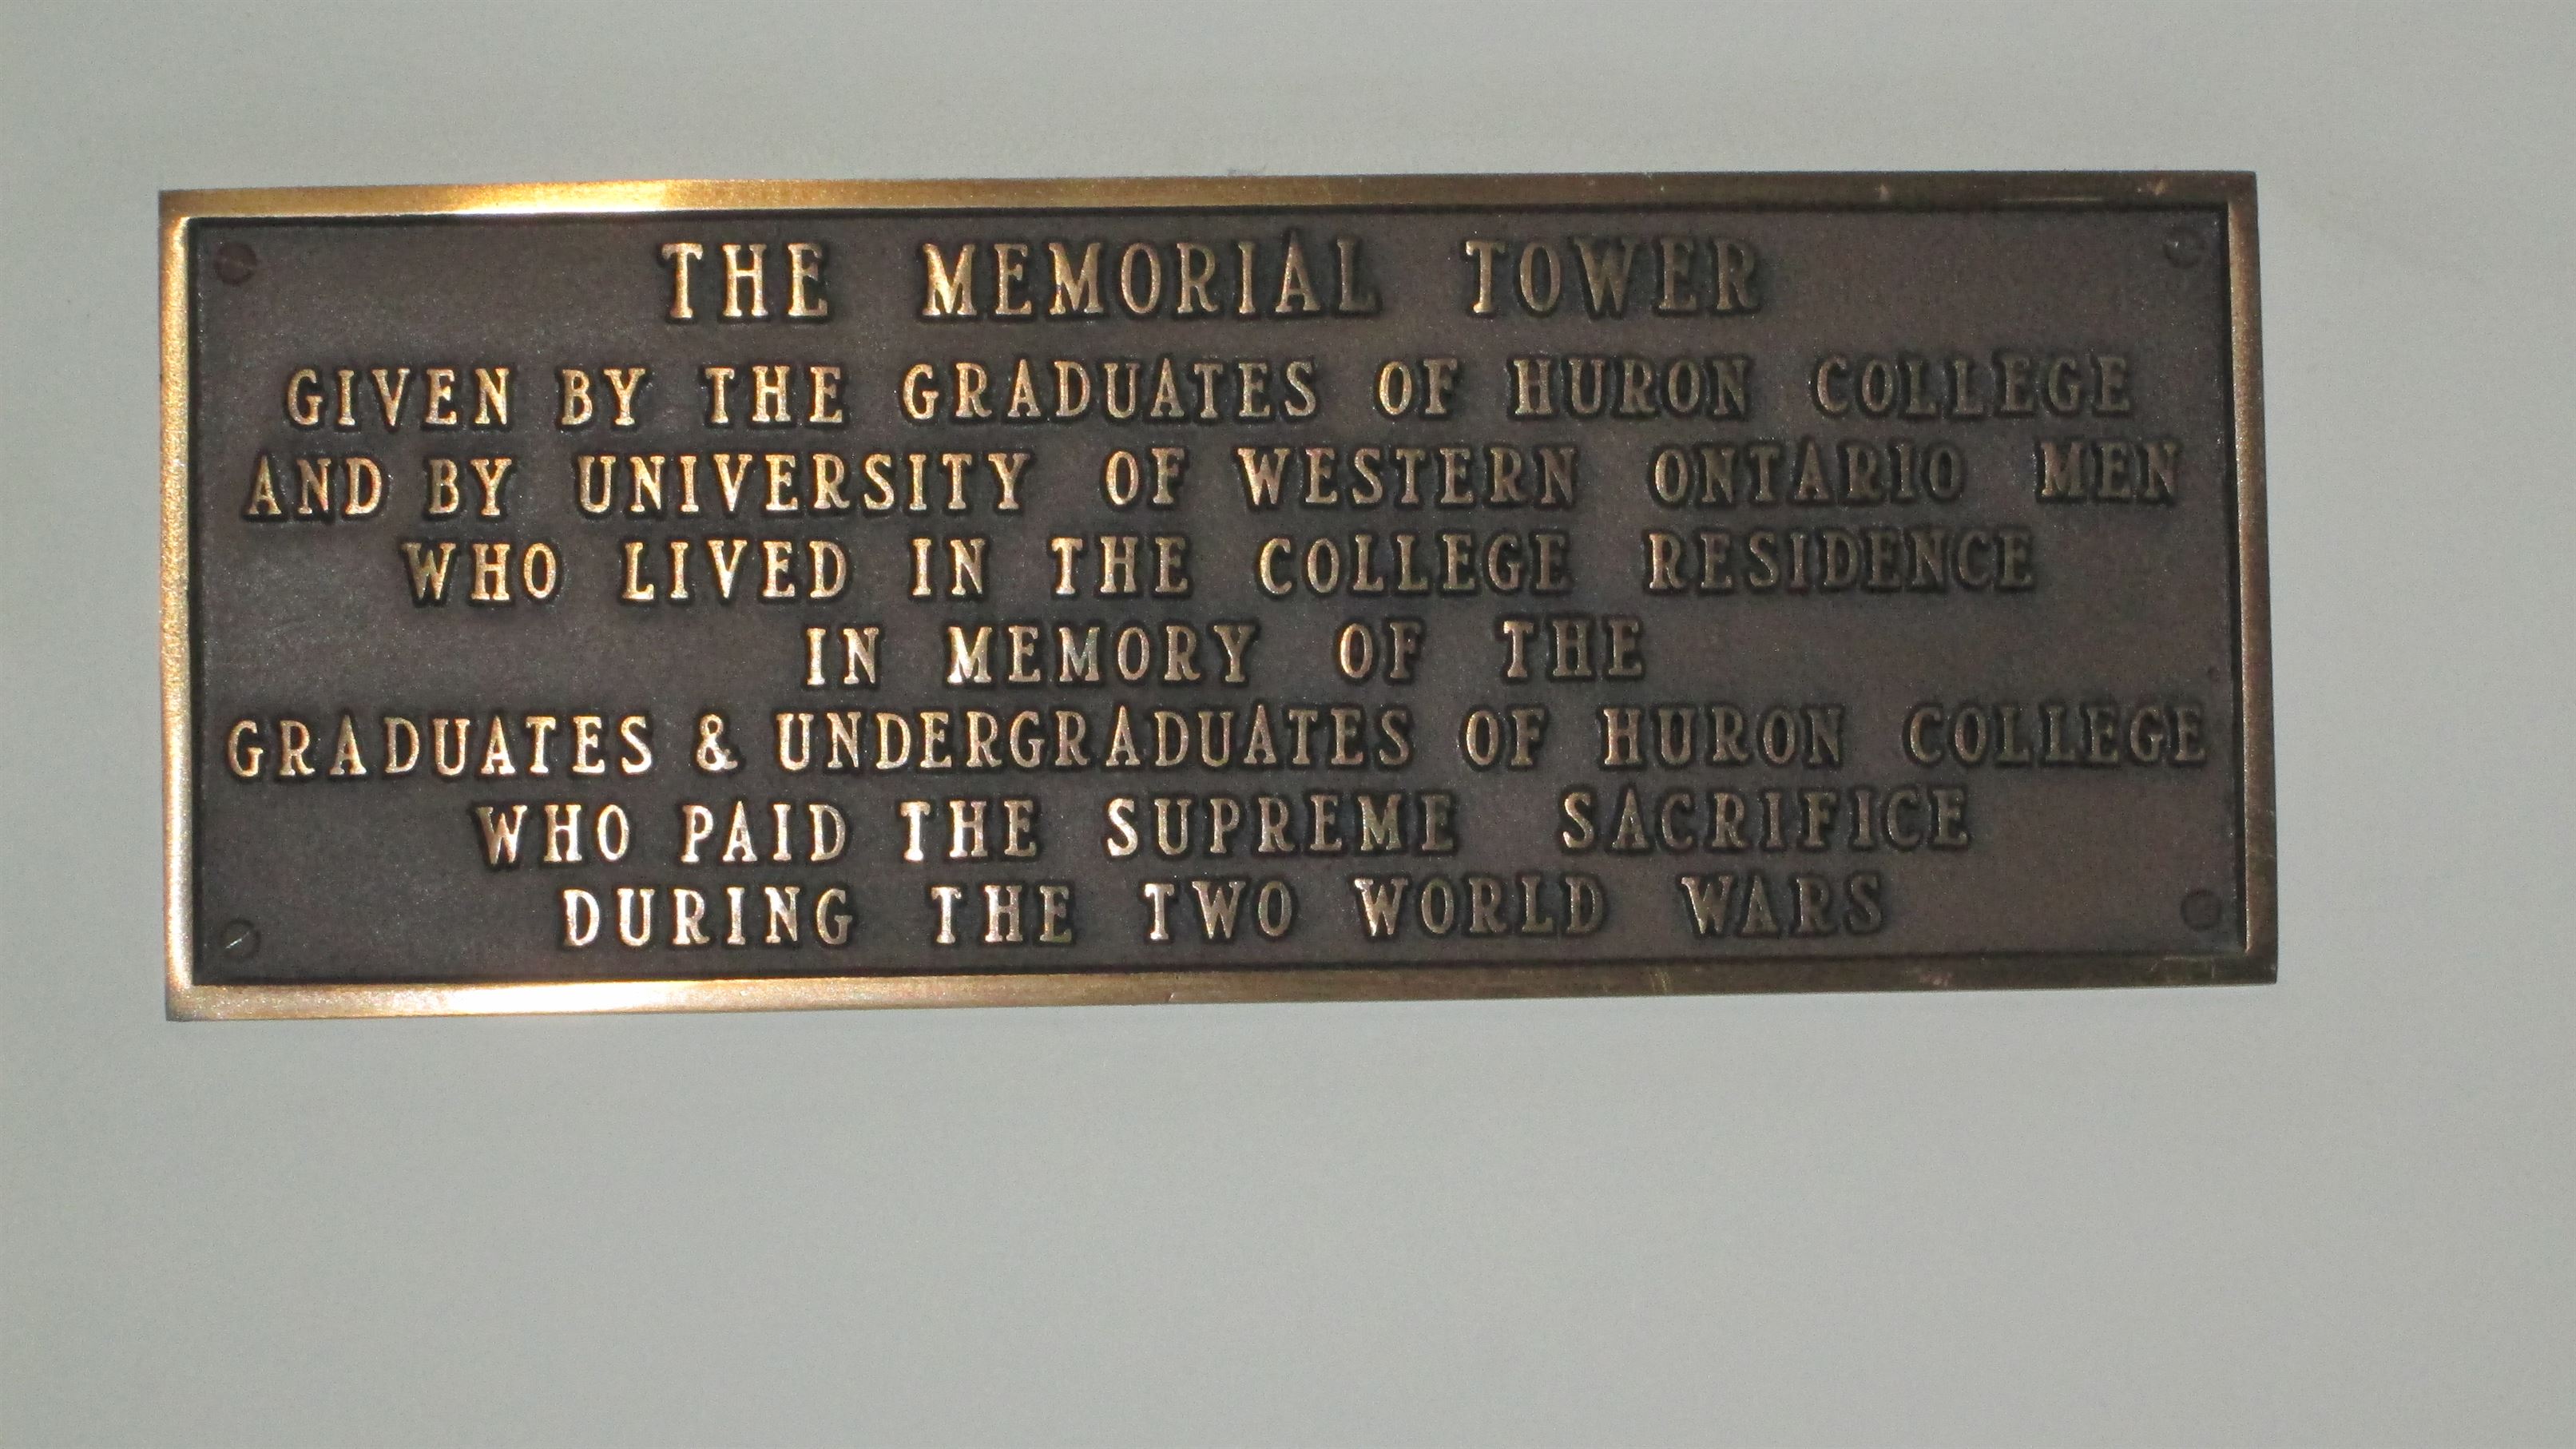 THE MEMORIAL TOWER
GIVEN BY THE GRADUATES OF HURON COLLEGE
AND BY UNIVERSITY OF WESTERN ONTARIO MEN
WHO LIVED IN THE COLLEGE RESIDENCE
IN MEMORY OF THE
GRADUATES & UNDERGRADUATES OF HURON COLLEGE
WHO PAID THE SUPREME SACRIFICE
DURING THE TWO WORLD WARS